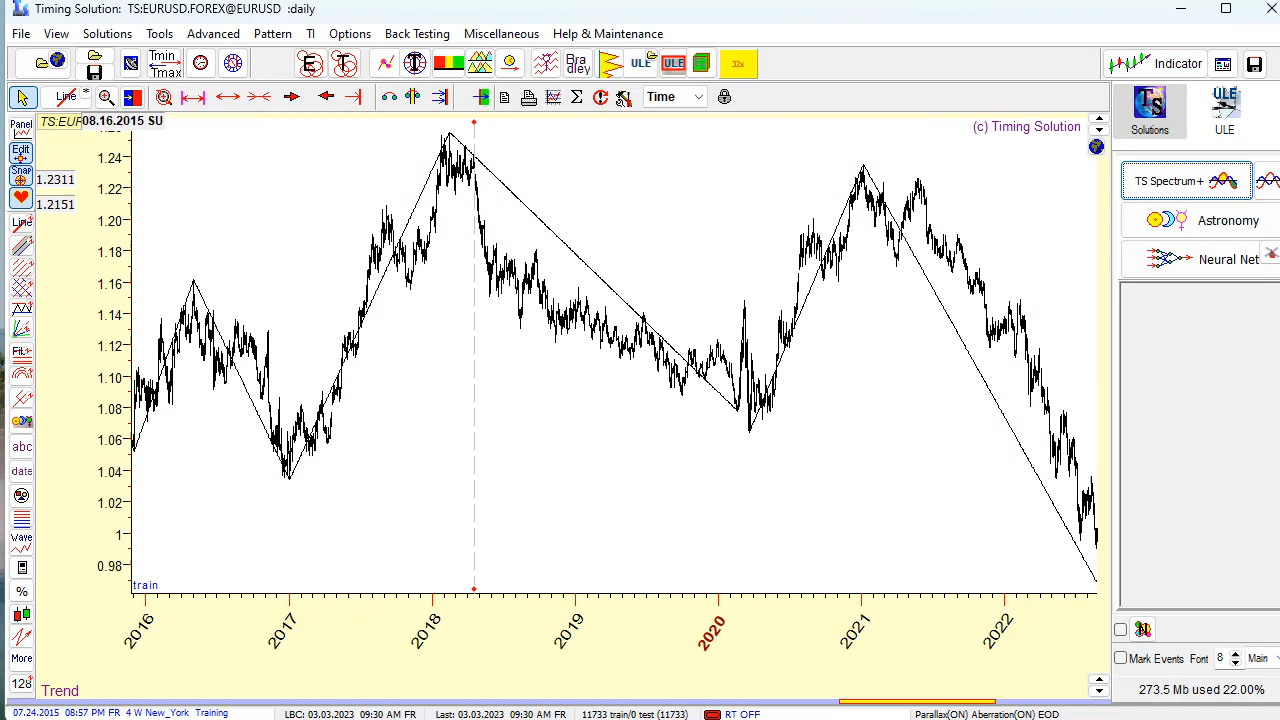 Timing Solution: TS:EURUSD.FOREX@EURUSD :daily
File View Solutions Tools Advanced Pattern TI Options Back Testing Miscellaneous Help & Maintenance
Tmin Tmax E T Bra dley ULE ULE 32x Indicator
Line * Time
Panel
Edit
Snap
Line
Fit
abc
date
Wave
%
More
128
TS:EUR 08.16.2015 SU
(c) Timing Solution
1.2311
1.2151
1.24
1.22
1.20
1.18
1.16
1.14
1.12
1.10
1.08
1.06
1.04
1.02
1
0.98
train
2016 2017 2018 2019 2020 2021 2022
Trend
TS ULE
Solutions ULE
TS Spectrum+
Astronomy
Neural Net
Mark Events Font 8 Main
273.5 Mb used 22.00%
07.24.2015 08:57 PM FR 4 W New_York Training LBC: 03.03.2023 09:30 AM FR Last: 03.03.2023 09:30 AM FR 11733 train/0 test (11733) RT OFF Parallax(ON) Aberration(ON) EOD